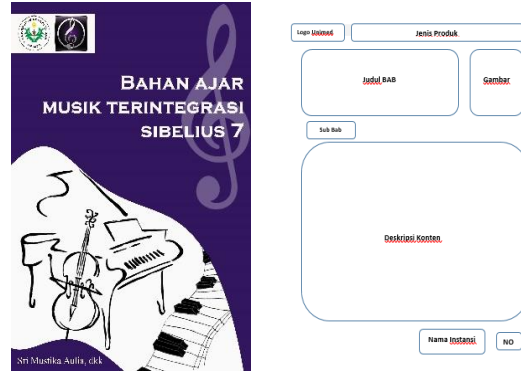 BAHAN AJAR
MUSIK TERINTEGRASI
SIBELIUS 7
Sri Mustika Aulia, dkk
Logo Unimed
Jenis Produk
Judul BAB
Gambar
Sub Bab
Deskripsi Konten
Nama Instansi
NO